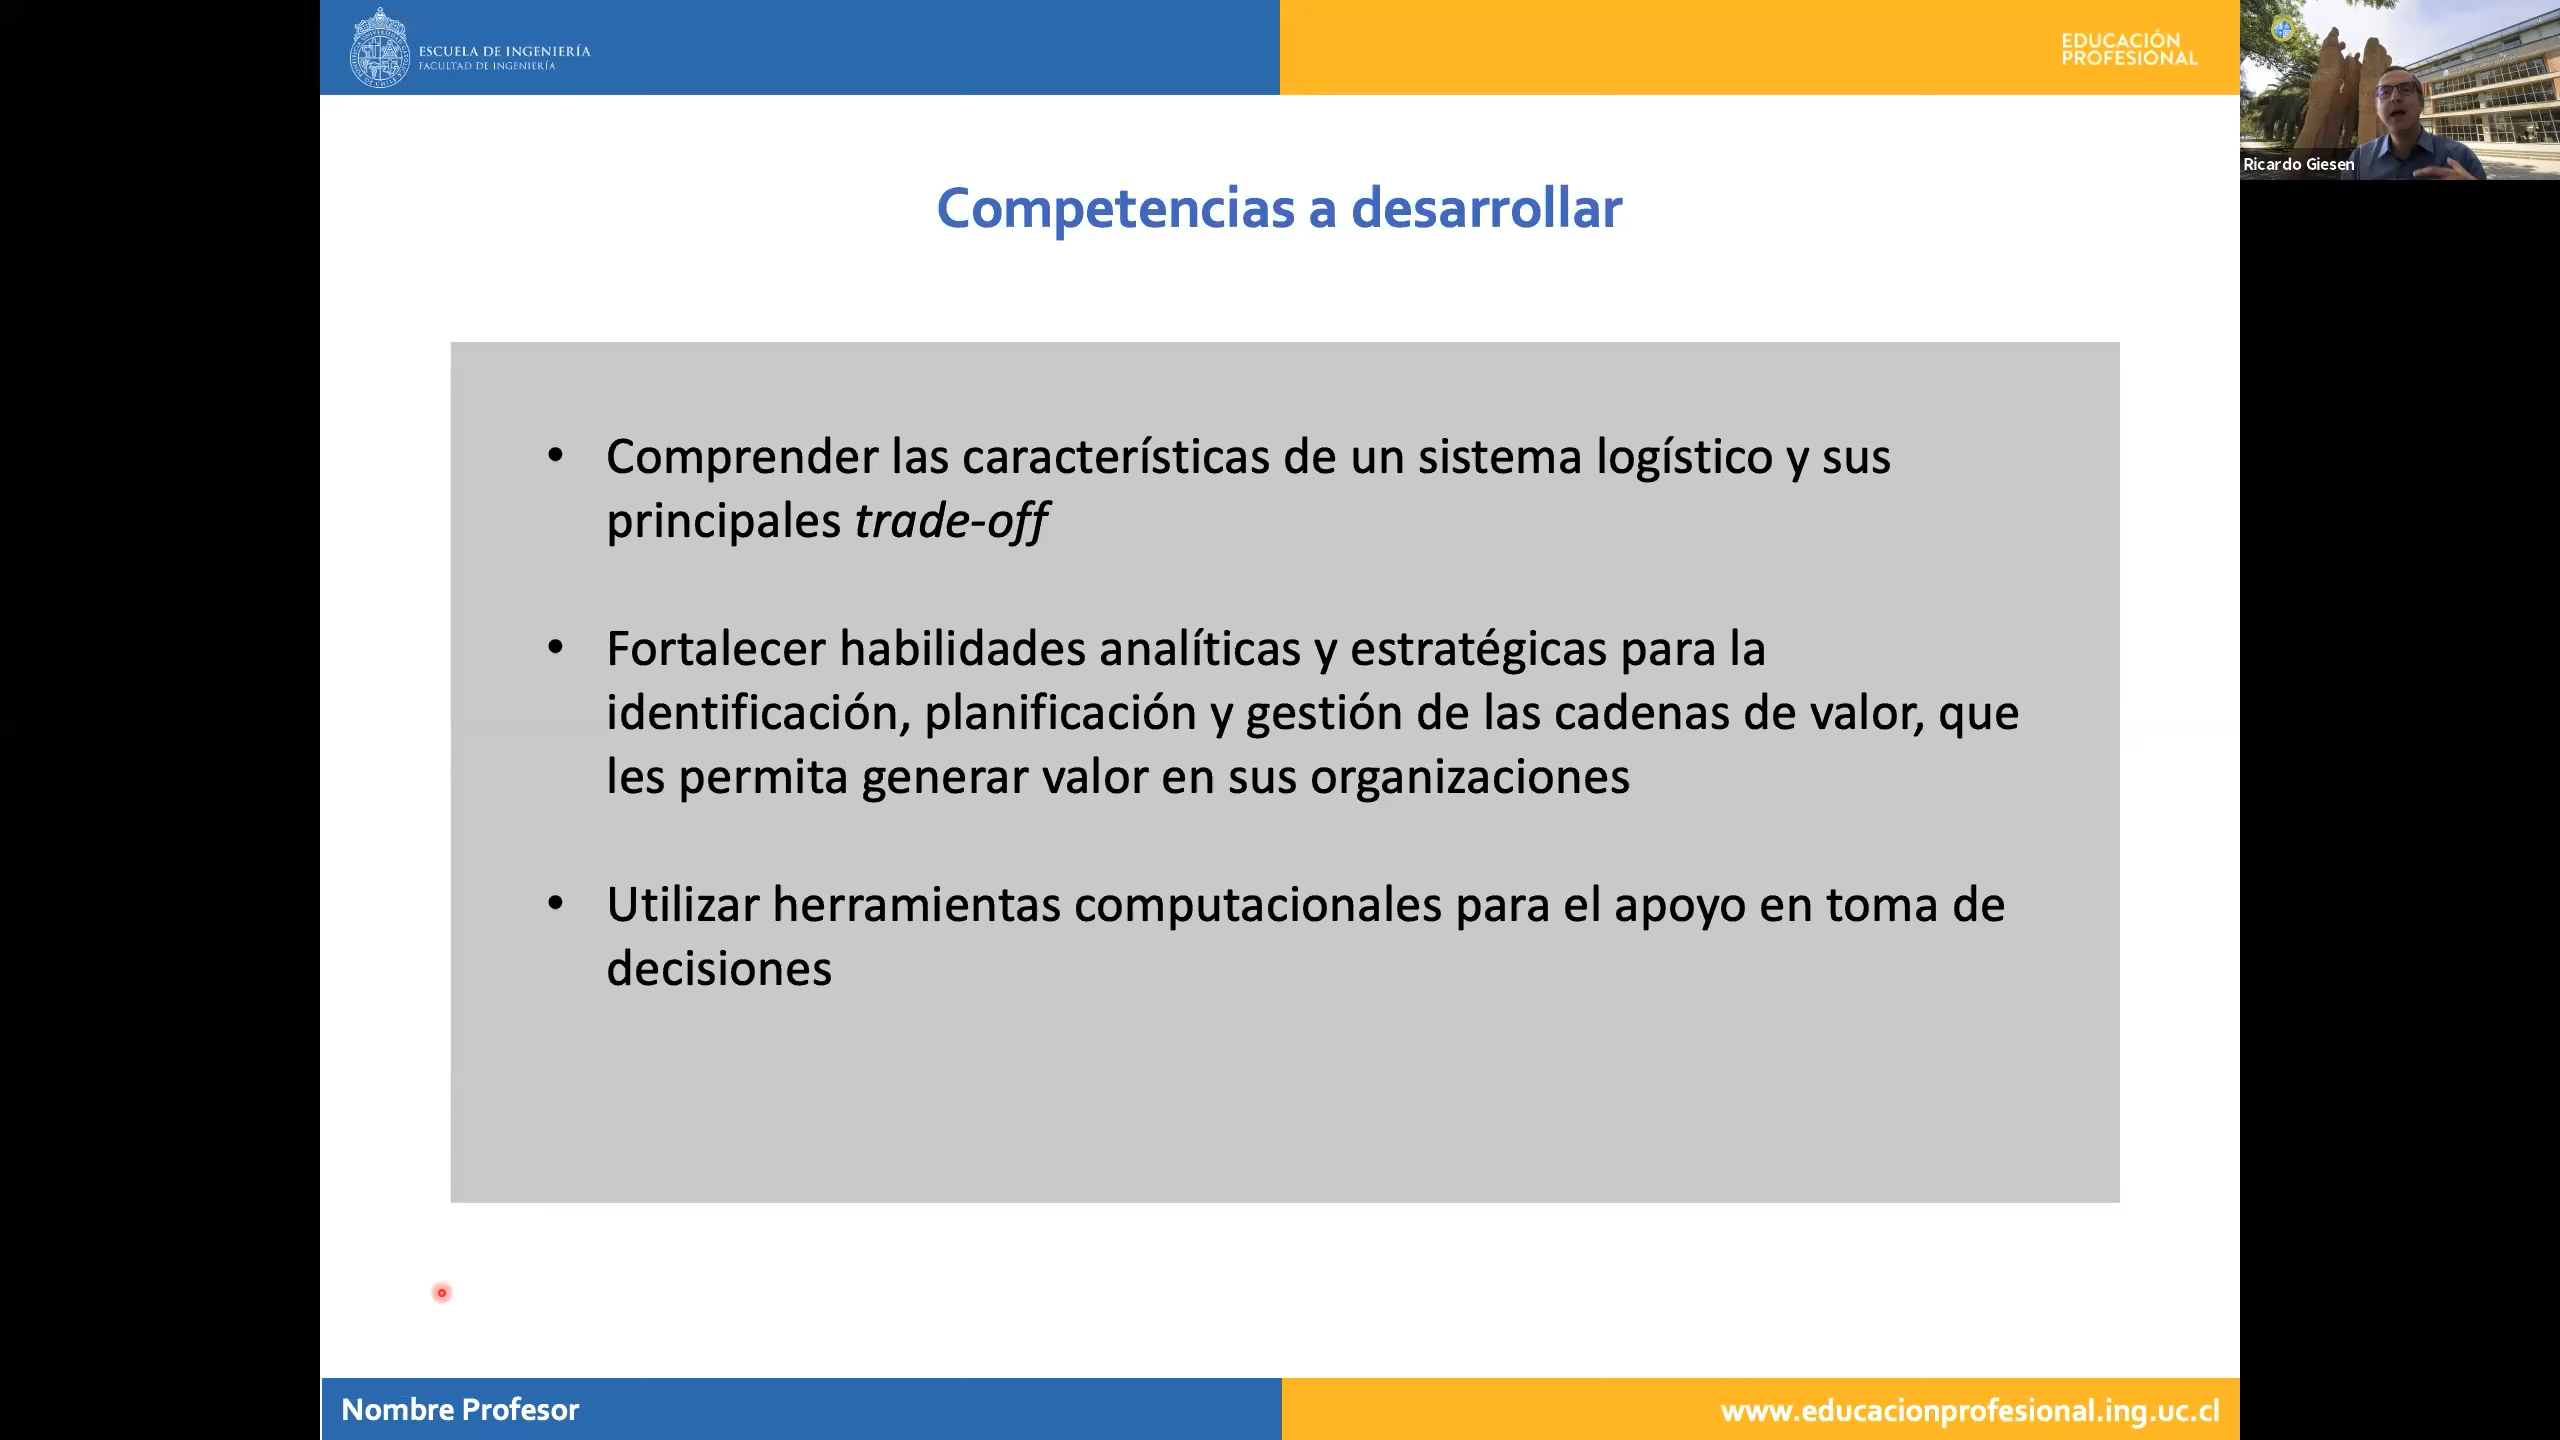 ESCUELA DE INGENIERÍA
FACULTAD DE INGENIERÍA
EDUCACIÓN
PROFESIONAL
Ricardo Giesen
Competencias a desarrollar
• Comprender las características de un sistema logístico y sus
principales trade-off
• Fortalecer habilidades analíticas y estratégicas para la
identificación, planificación y gestión de las cadenas de valor, que
les permita generar valor en sus organizaciones
• Utilizar herramientas computacionales para el apoyo en toma de
decisiones
Nombre Profesor
www.educacionprofesional.ing.uc.cl